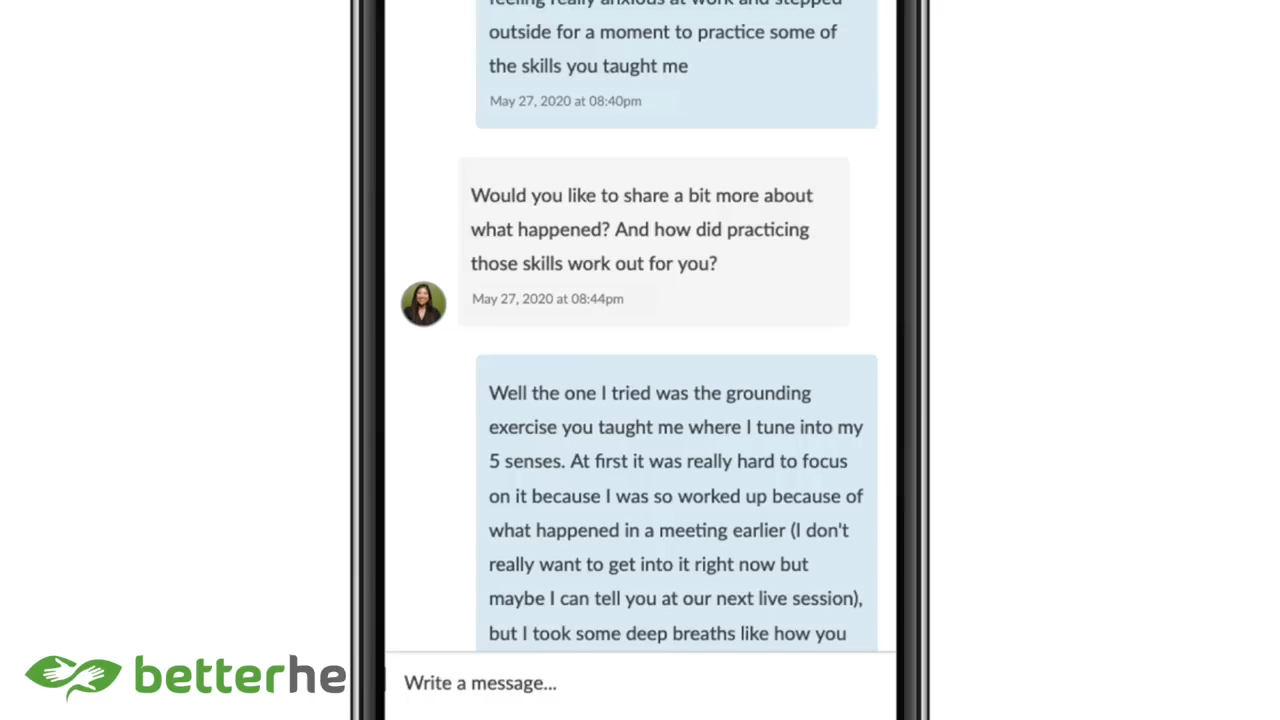 feeling really anxious at work and stepped
outside for a moment to practice some of
the skills you taught me
May 27, 2020 at 08:40pm
Would you like to share a bit more about
what happened? And how did practicing
those skills work out for you?
May 27, 2020 at 08:44pm
Well the one I tried was the grounding
exercise you taught me where I tune into my
5 senses. At first it was really hard to focus
on it because I was so worked up because of
what happened in a meeting earlier (I don't
really want to get into it right now but
maybe I can tell you at our next live session),
but I took some deep breaths like how you
Write a message...
betterhe